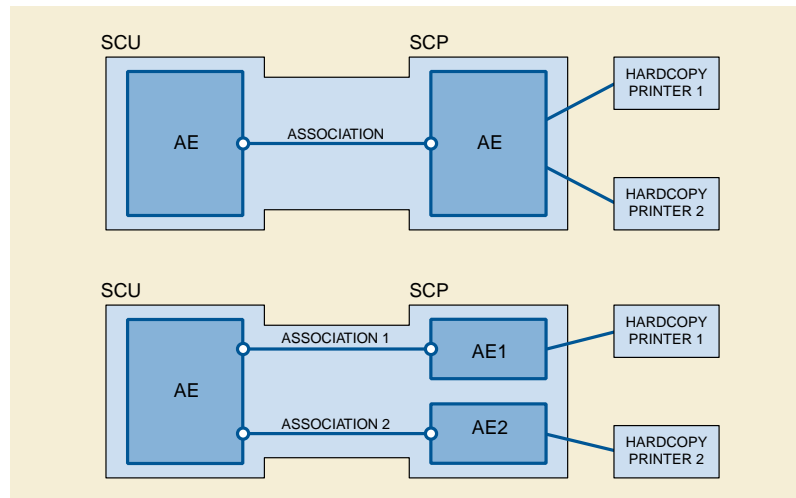 SCU
SCP
HARDCOPY
PRINTER 1
AE
ASSOCIATION
AE
HARDCOPY
PRINTER 2
SCU
SCP
HARDCOPY
PRINTER 1
ASSOCIATION 1
AE1
AE
ASSOCIATION 2
AE2
HARDCOPY
PRINTER 2